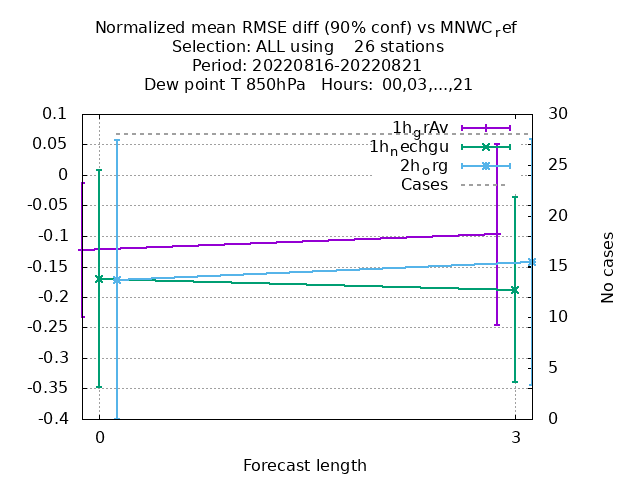 Normalized mean RMSE diff (90% conf) vs MNWC_ref
Selection: ALL using 26 stations
Period: 20220816-20220821
Dew point T 850hPa Hours: 00,03,...,21
0.1
0.05
0
-0.05
-0.1
-0.15
-0.2
-0.25
-0.3
-0.35
-0.4
1h_grAv
1h_nechgu
2h_org
Cases
30
25
20
15
10
5
0
No cases
0 3
Forecast length